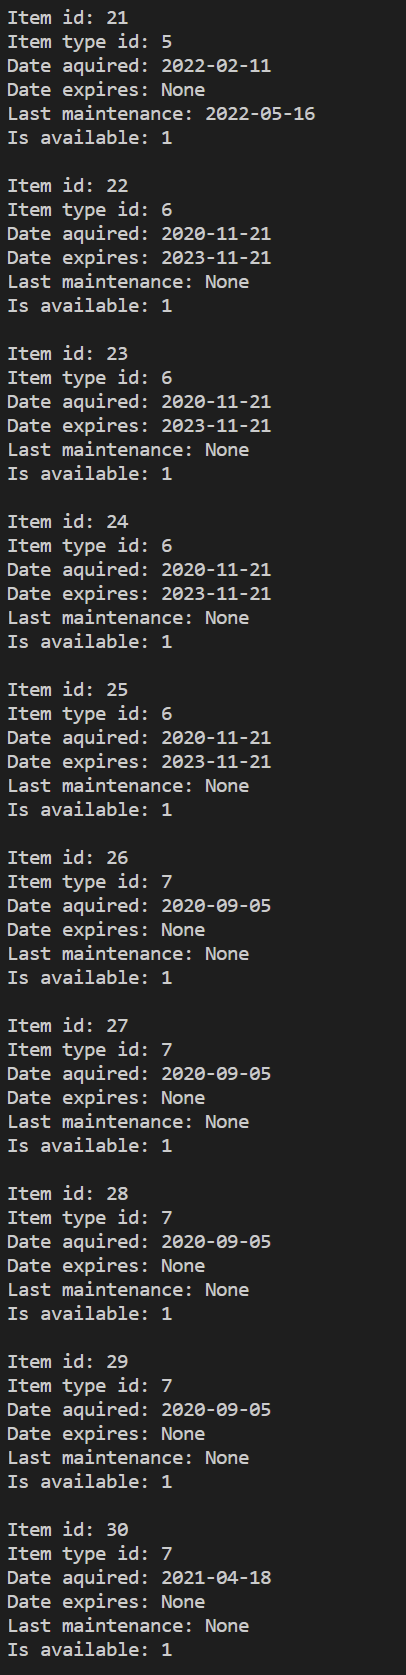 Item id: 21
Item type id: 5
Date aquired: 2022-02-11
Date expires: None
Last maintenance: 2022-05-16
Is available: 1

Item id: 22
Item type id: 6
Date aquired: 2020-11-21
Date expires: 2023-11-21
Last maintenance: None
Is available: 1

Item id: 23
Item type id: 6
Date aquired: 2020-11-21
Date expires: 2023-11-21
Last maintenance: None
Is available: 1

Item id: 24
Item type id: 6
Date aquired: 2020-11-21
Date expires: 2023-11-21
Last maintenance: None
Is available: 1

Item id: 25
Item type id: 6
Date aquired: 2020-11-21
Date expires: 2023-11-21
Last maintenance: None
Is available: 1

Item id: 26
Item type id: 7
Date aquired: 2020-09-05
Date expires: None
Last maintenance: None
Is available: 1

Item id: 27
Item type id: 7
Date aquired: 2020-09-05
Date expires: None
Last maintenance: None
Is available: 1

Item id: 28
Item type id: 7
Date aquired: 2020-09-05
Date expires: None
Last maintenance: None
Is available: 1

Item id: 29
Item type id: 7
Date aquired: 2020-09-05
Date expires: None
Last maintenance: None
Is available: 1

Item id: 30
Item type id: 7
Date aquired: 2021-04-18
Date expires: None
Last maintenance: None
Is available: 1